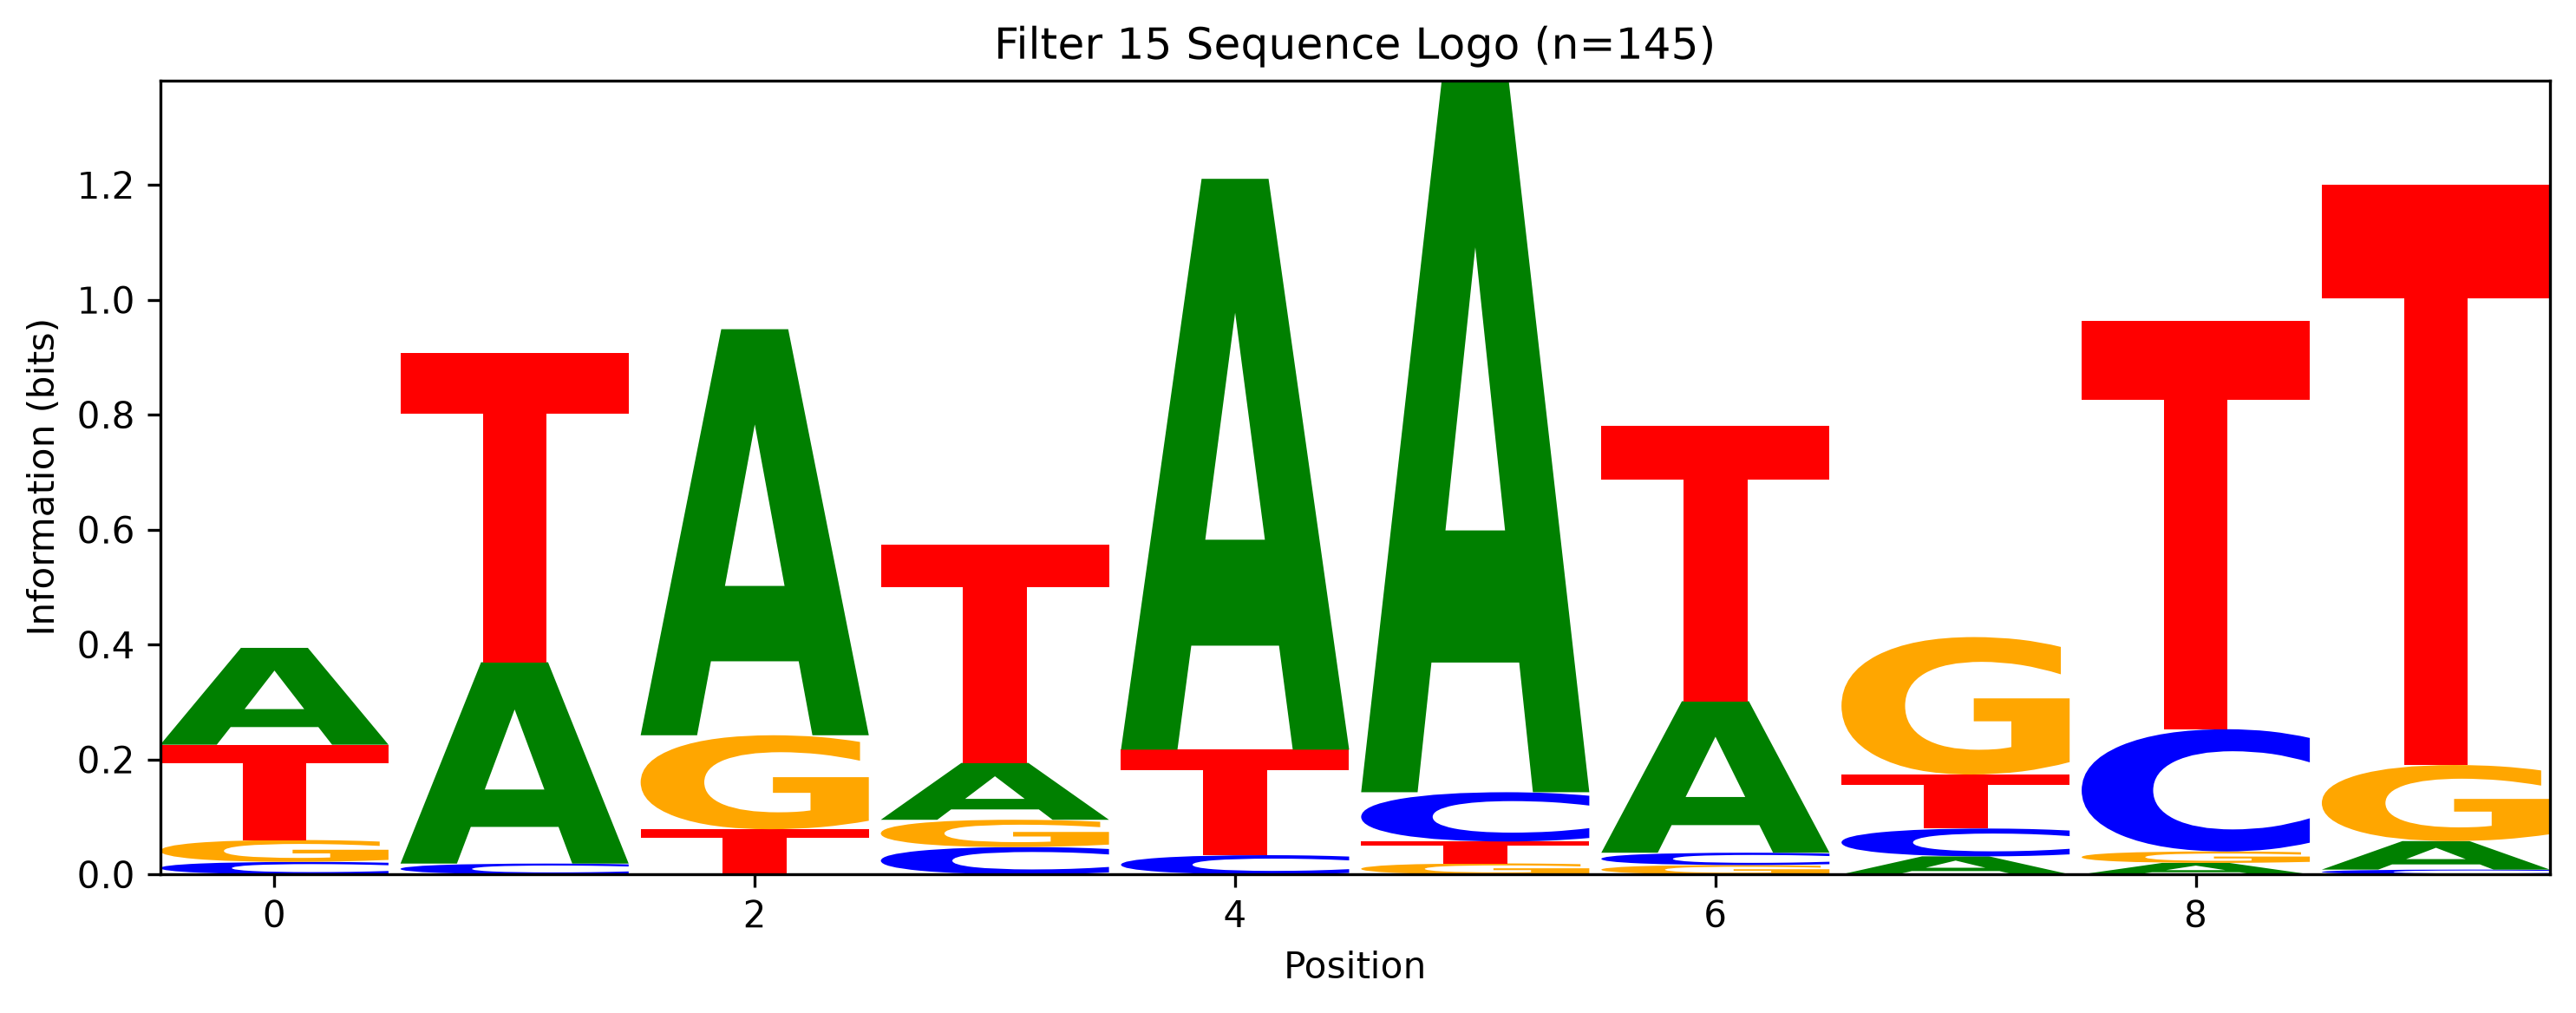 Filter 15 Sequence Logo (n=145)
Information (bits)
1.2
1.0
0.8
0.6
0.4
0.2
0.0
A T G C
T A C
A G T
T A G C
A T C
A C T G
T A C G
G T C A
T C G A
T G A C
0 2 4 6 8
Position